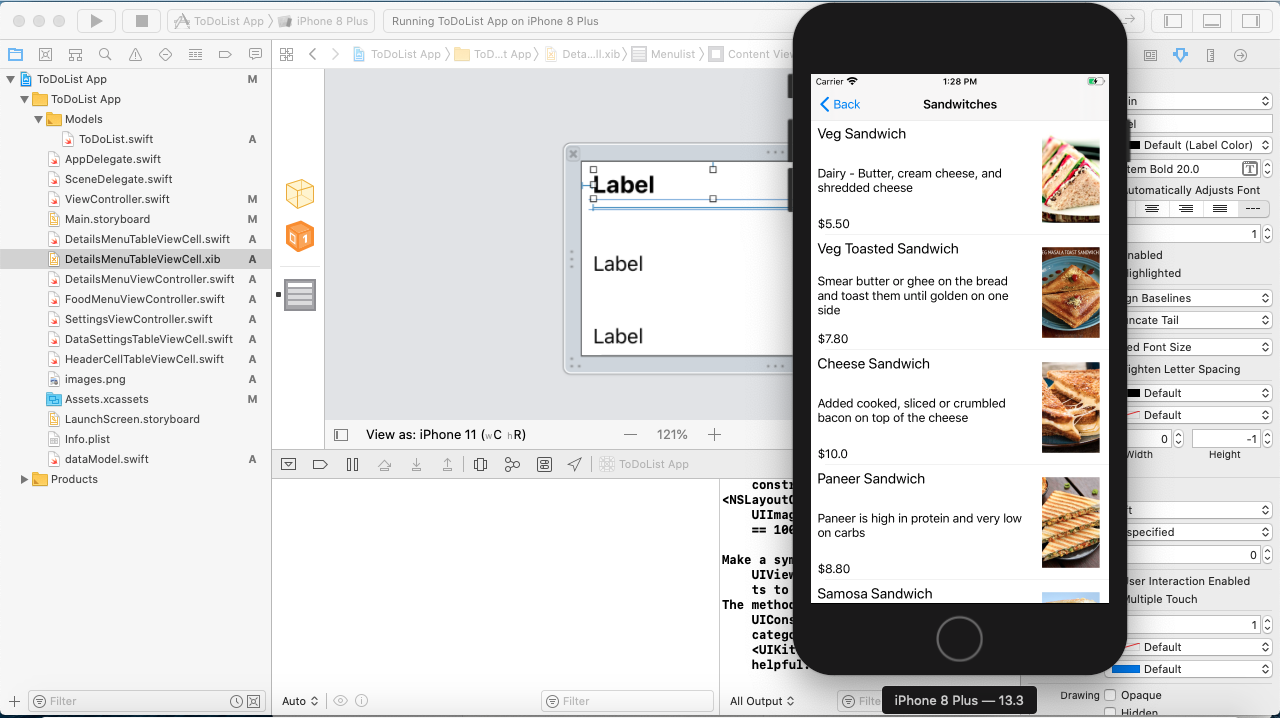 ToDoList App
iPhone 8 Plus
Running ToDoList App on iPhone 8 Plus
ToDoList App
ToD...t App
Deta...ll.xib
Menulist
Content View
ToDoList App M
ToDoList App
Models
ToDoList.swift A
AppDelegate.swift
SceneDelegate.swift
ViewController.swift M
Main.storyboard M
DetailsMenuTableViewCell.swift A
DetailsMenuTableViewCell.xib A
DetailsMenuViewController.swift A
FoodMenuViewController.swift A
SettingsViewController.swift A
DataSettingsTableViewCell.swift A
HeaderCellTableViewCell.swift A
images.png A
Assets.xcassets M
LaunchScreen.storyboard
Info.plist
dataModel.swift A
Products
Filter
Label
Label
Label
View as: iPhone 11 (wC hR)
121%
ToDoList App
constr
<NSLayoutC
UIImag
== 100
Make a sym
UIView
ts to
The method
UICons
catego
<UIKit
helpful.
Auto
Filter
All Output
Filte
Carrier
1:28 PM
Back
Sandwitches
Veg Sandwich
Dairy - Butter, cream cheese, and
shredded cheese
$5.50
Veg Toasted Sandwich
Smear butter or ghee on the bread
and toast them until golden on one
side
$7.80
VEG MASALA TOAST SANDWICH
Cheese Sandwich
Added cooked, sliced or crumbled
bacon on top of the cheese
$10.0
Paneer Sandwich
Paneer is high in protein and very low
on carbs
$8.80
Samosa Sandwich
iPhone 8 Plus — 13.3
in
el
Default (Label Color)
tem Bold 20.0
T
Automatically Adjusts Font
1
nabled
ighlighted
gn Baselines
uncate Tail
ed Font Size
ighten Letter Spacing
Default
Default
0
-1
Width
Height
ft
specified
0
User Interaction Enabled
Multiple Touch
1
Default
Default
Drawing
Opaque
Hidden